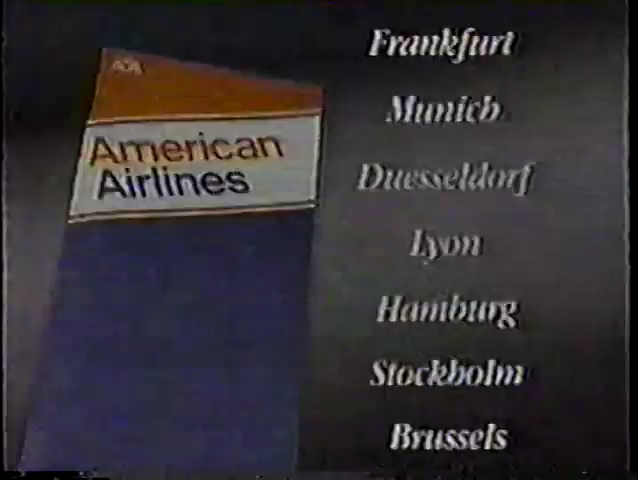 AA
American
Airlines
Frankfurt
Munich
Duesseldorf
Lyon
Hamburg
Stockholm
Brussels